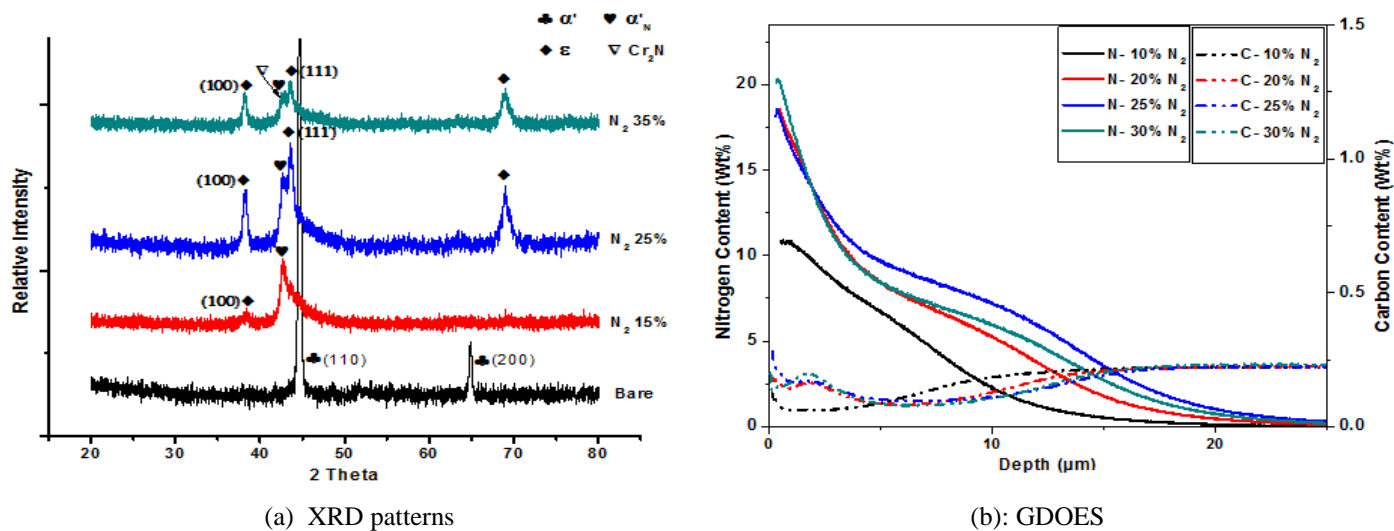 ♣ α' ♥ α'N
◆ ε ▽ Cr2N
(100) (111)
N2 35%
(111)
(100)
N2 25%
(100)
N2 15%
(110) (200)
Bare
Relative Intensity
20 30 40 50 60 70 80
2 Theta
(a) XRD patterns
N- 10% N2 C- 10% N2
N- 20% N2 C- 20% N2
N- 25% N2 C- 25% N2
N- 30% N2 C- 30% N2
20
15
10
5
0
Nitrogen Content (Wt%)
1.5
1.0
0.5
0.0
Carbon Content (Wt%)
0 10 20
Depth (µm)
(b): GDOES